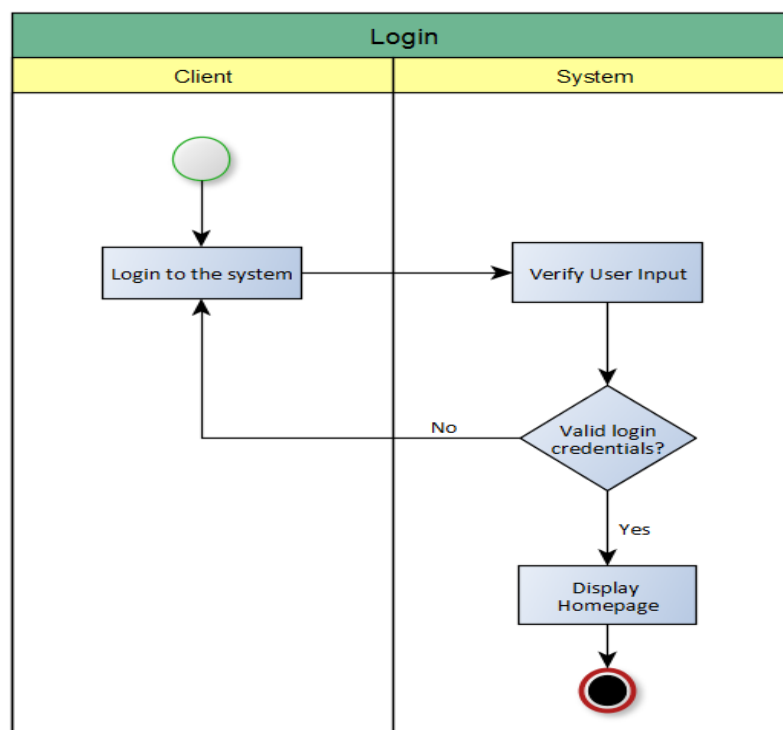 Login
Client
System
Login to the system
Verify User Input
Valid login
credentials?
No
Yes
Display
Homepage